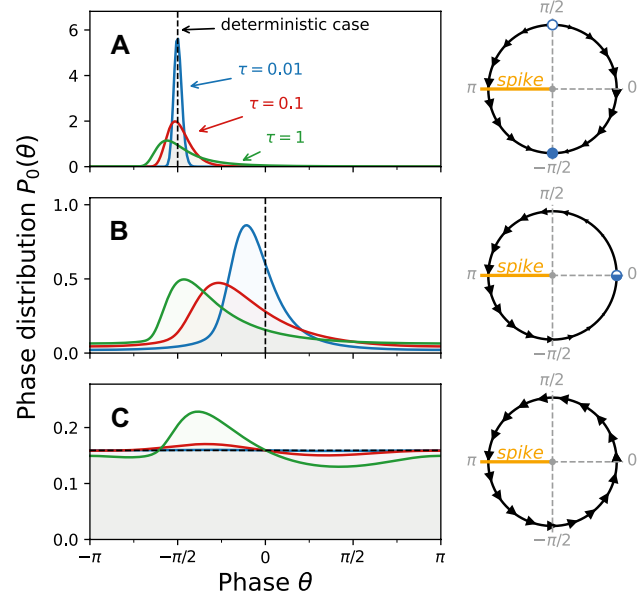 A
deterministic case
τ = 0.01
τ = 0.1
τ = 1
6
4
2
0
π/2
π
spike
0
−π/2
B
1.0
0.5
0.0
π/2
π
spike
0
−π/2
C
0.2
0.1
0.0
π/2
π
spike
0
−π/2
−π
−π/2
0
π/2
π
Phase θ
Phase distribution P₀(θ)